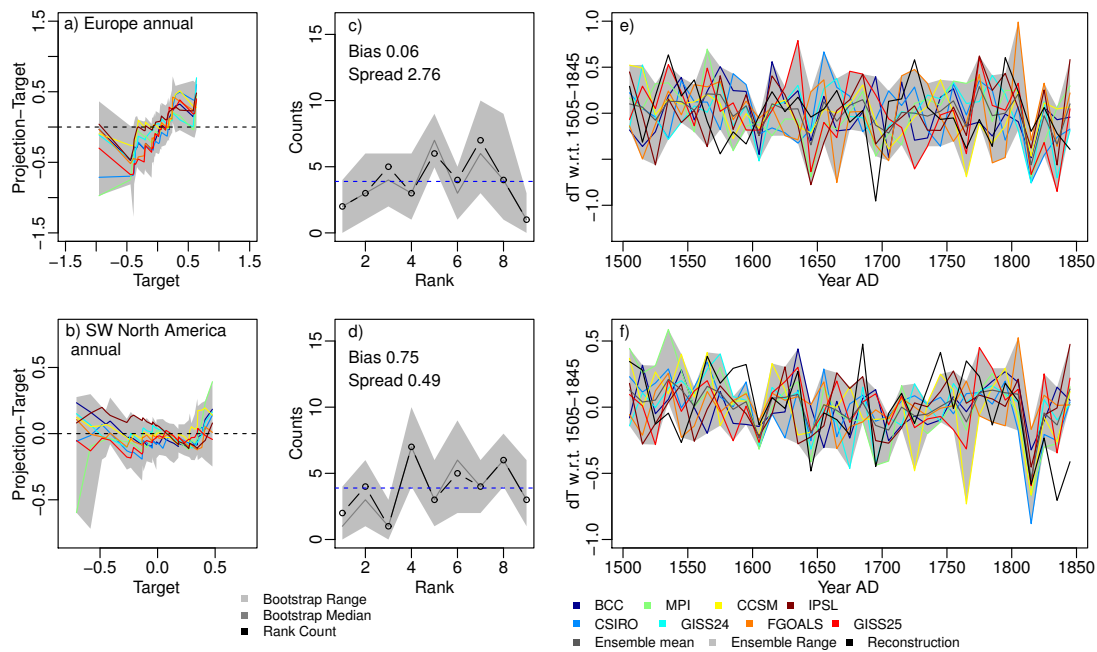 a) Europe annual
Projection−Target
1.5
0.5
−0.5
−1.5
−1.5 −0.5 0.5 1.5
Target
c)
Bias 0.06
Spread 2.76
Counts
15
10
5
0
2 4 6 8
Rank
e)
dT w.r.t. 1505−1845
1.0
0.5
0.0
−1.0
1500 1550 1600 1650 1700 1750 1800 1850
Year AD
b) SW North America
annual
Projection−Target
0.5
0.0
−0.5
−0.5 0.0 0.5
Target
d)
Bias 0.75
Spread 0.49
Counts
15
10
5
0
2 4 6 8
Rank
f)
dT w.r.t. 1505−1845
0.5
0.0
−0.5
−1.0
1500 1550 1600 1650 1700 1750 1800 1850
Year AD
Bootstrap Range
Bootstrap Median
Rank Count
BCC MPI CCSM IPSL
CSIRO GISS24 FGOALS GISS25
Ensemble mean Ensemble Range Reconstruction